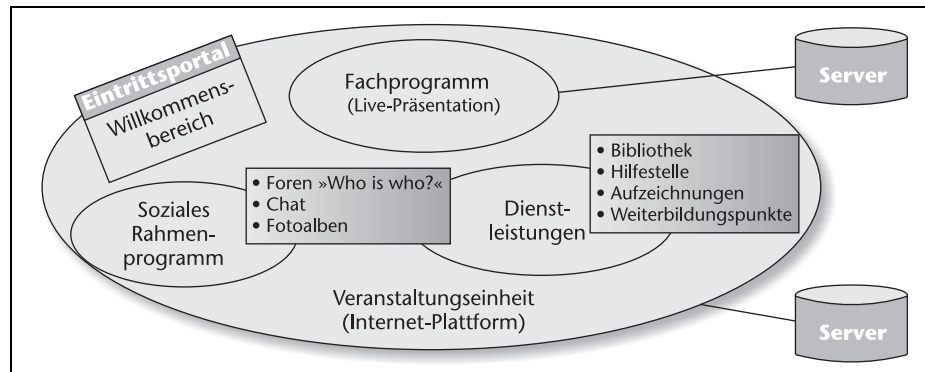 Eintrittsportal
Willkommens-
bereich
Fachprogramm
(Live-Präsentation)
Server
• Bibliothek
• Hilfestelle
• Aufzeichnungen
• Weiterbildungspunkte
• Foren »Who is who?«
• Chat
• Fotoalben
Soziales
Rahmen-
programm
Dienst-
leistungen
Veranstaltungseinheit
(Internet-Plattform)
Server